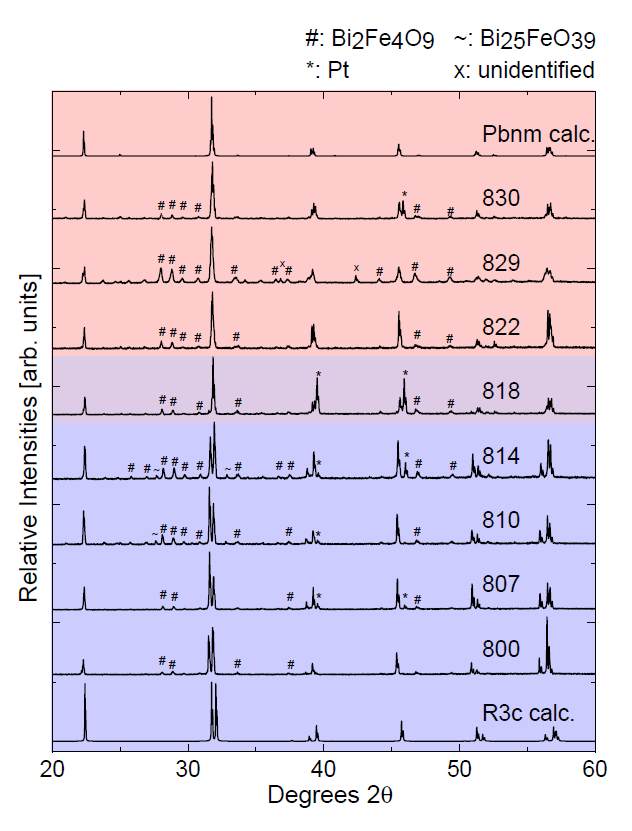 #: Bi2Fe4O9 ~: Bi25FeO39
*: Pt x: unidentified
Pbnm calc.
# # # # * # # 830
# # # # # # x # x # # # 829
# # # # # # # 822
# # # # * * # # 818
# # ~ # # # # ~ # # # * * # # 814
~ # # # # # # * # 810
# # # * * # 807
# # # # 800
R3c calc.
20 30 40 50 60
Degrees 2θ
Relative Intensities [arb. units]